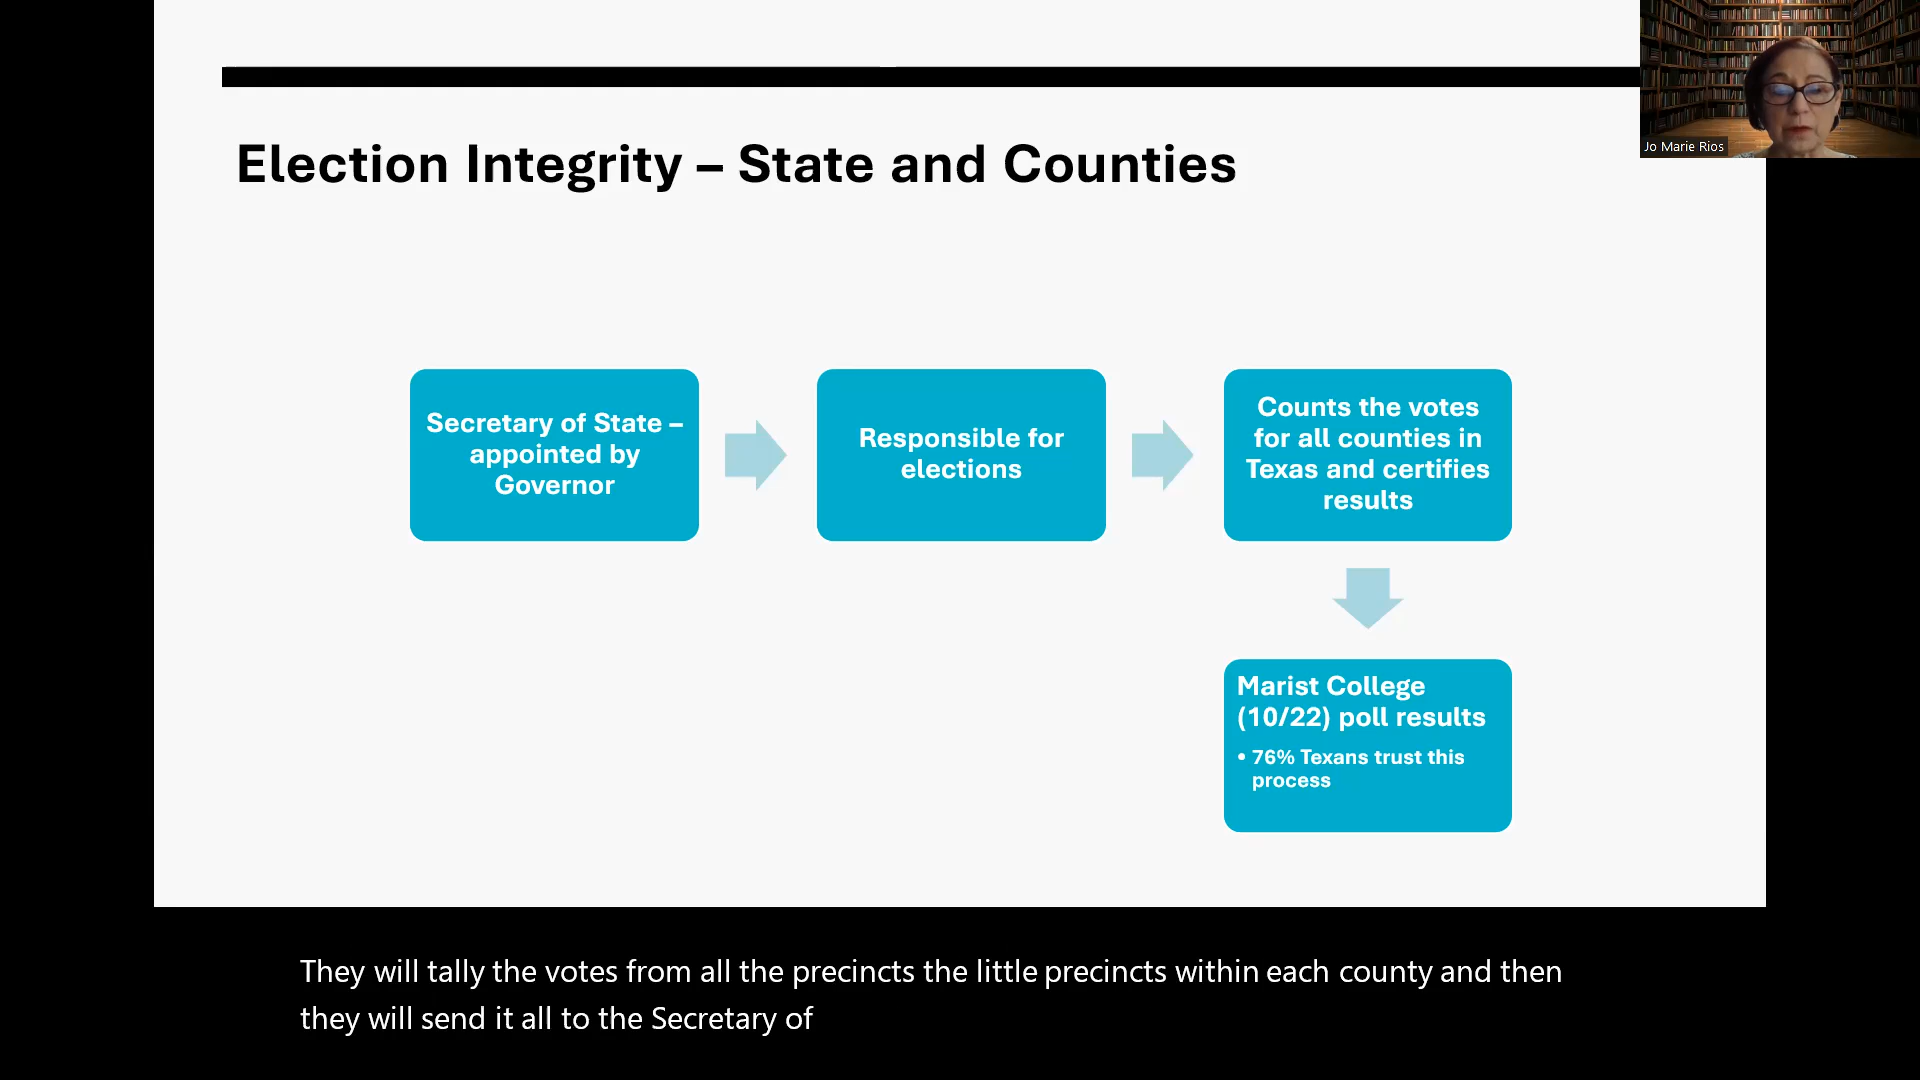 Jo Marie Rios
Election Integrity – State and Counties
Secretary of State –
appointed by
Governor
Responsible for
elections
Counts the votes
for all counties in
Texas and certifies
results
Marist College
(10/22) poll results
• 76% Texans trust this
process
They will tally the votes from all the precincts the little precincts within each county and then
they will send it all to the Secretary of